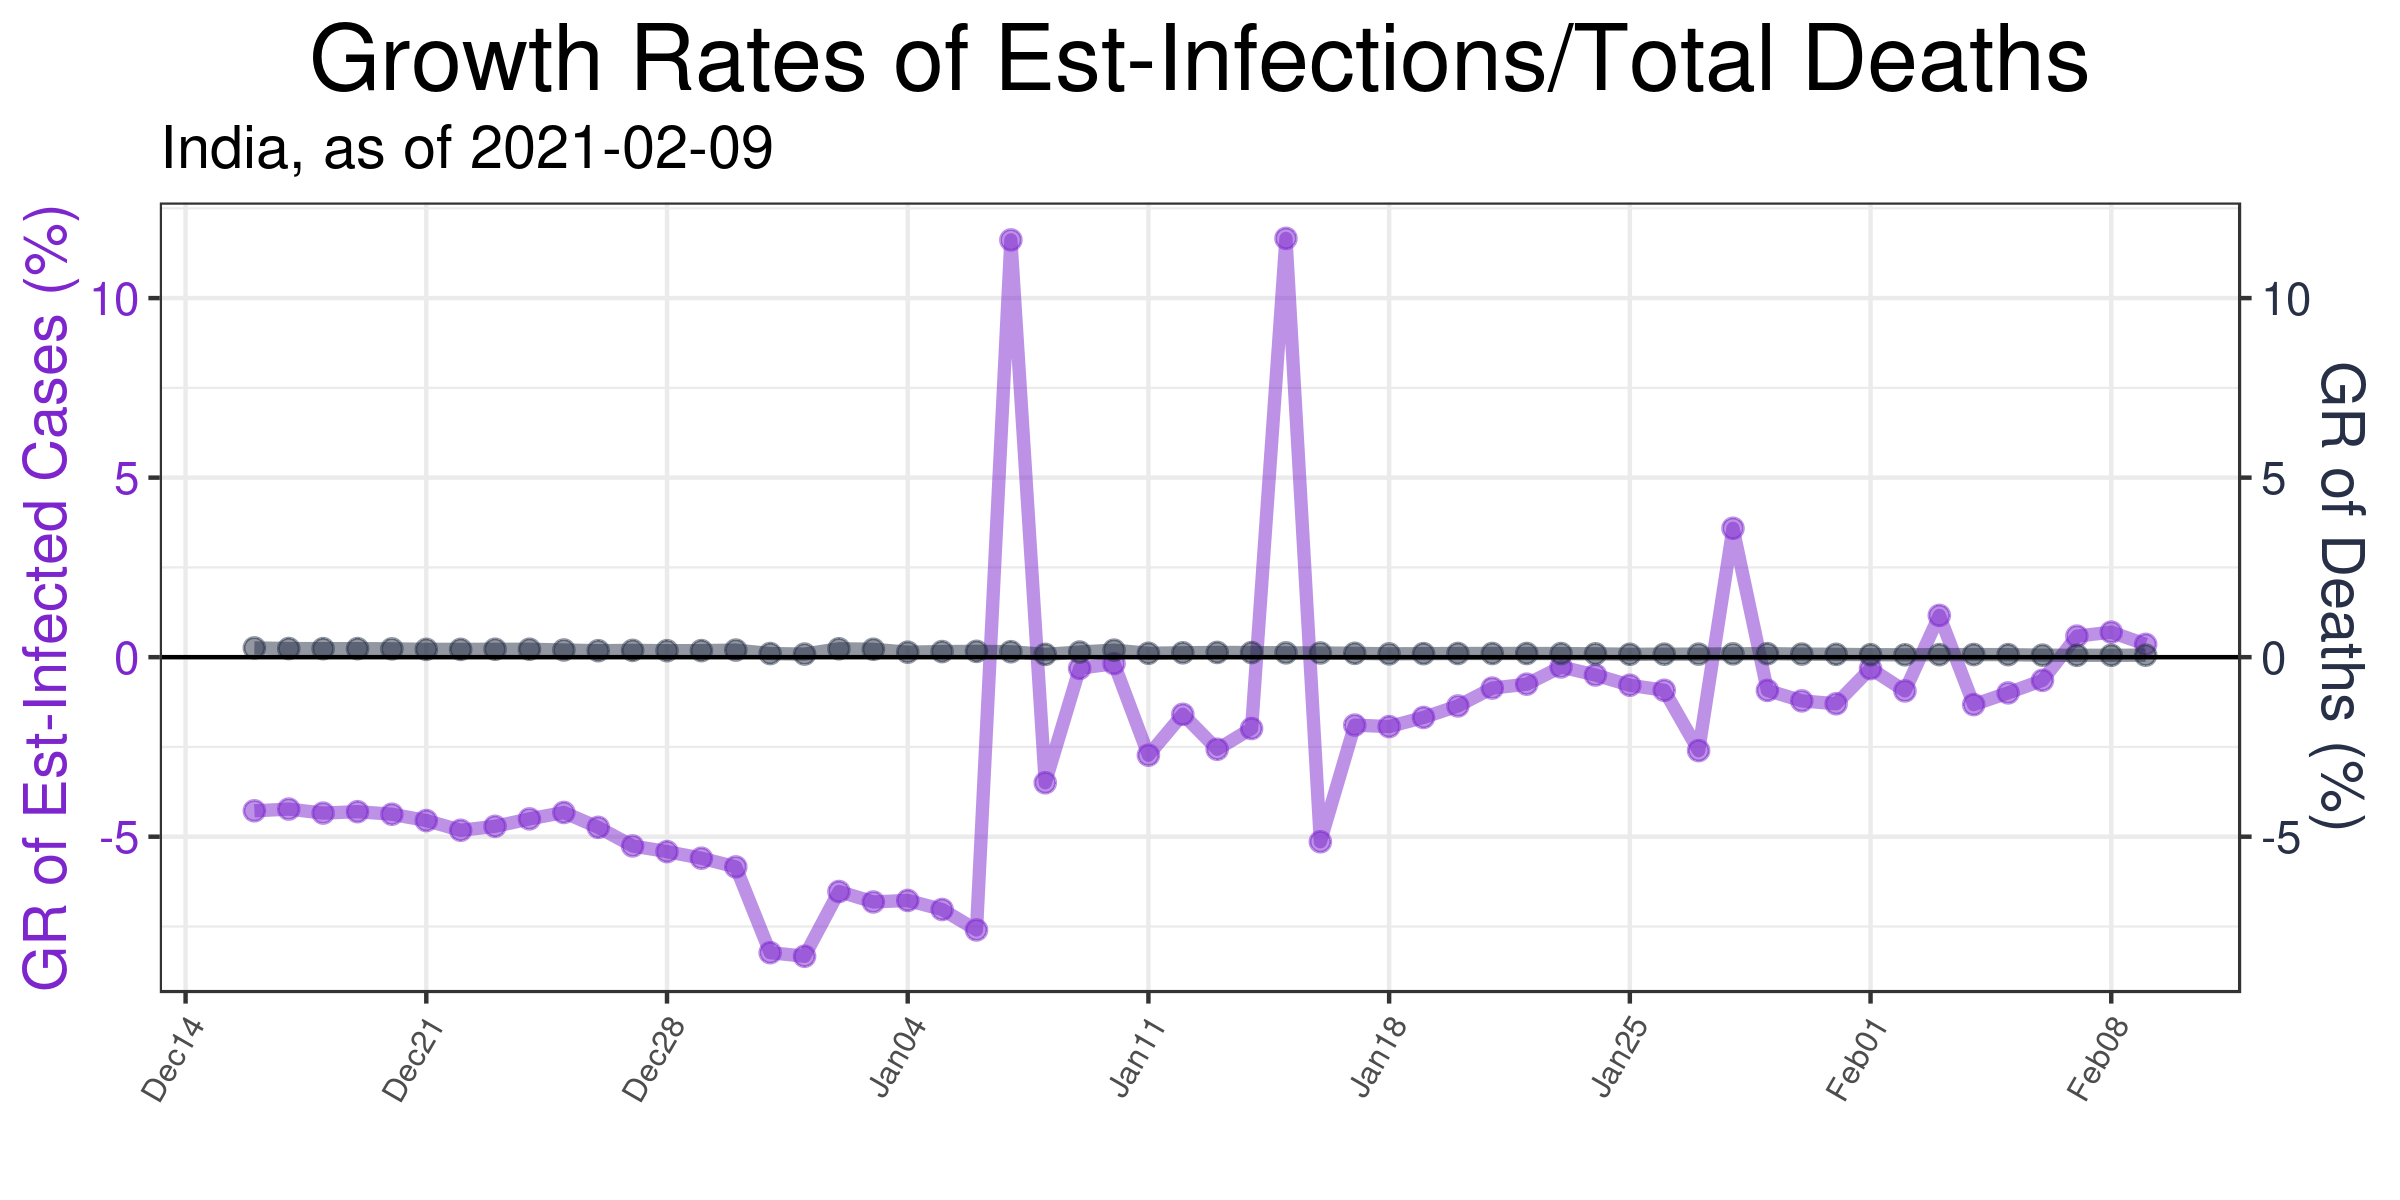 Growth Rates of Est-Infections/Total Deaths
India, as of 2021-02-09
GR of Est-Infected Cases (%)
10
5
0
-5
10
5
0
-5
GR of Deaths (%)
Dec14
Dec21
Dec28
Jan04
Jan11
Jan18
Jan25
Feb01
Feb08